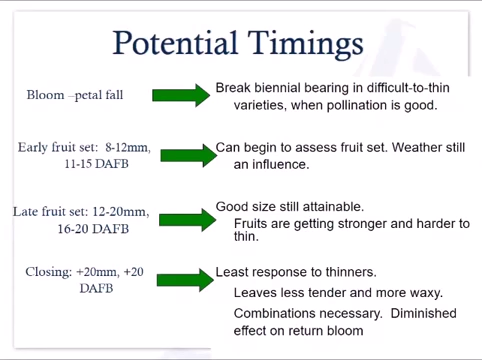 Potential Timings
Bloom –petal fall
Break biennial bearing in difficult-to-thin
varieties, when pollination is good.
Early fruit set: 8-12mm,
11-15 DAFB
Can begin to assess fruit set. Weather still
an influence.
Late fruit set: 12-20mm,
16-20 DAFB
Good size still attainable.
Fruits are getting stronger and harder to
thin.
Closing: +20mm, +20
DAFB
Least response to thinners.
Leaves less tender and more waxy.
Combinations necessary. Diminished
effect on return bloom